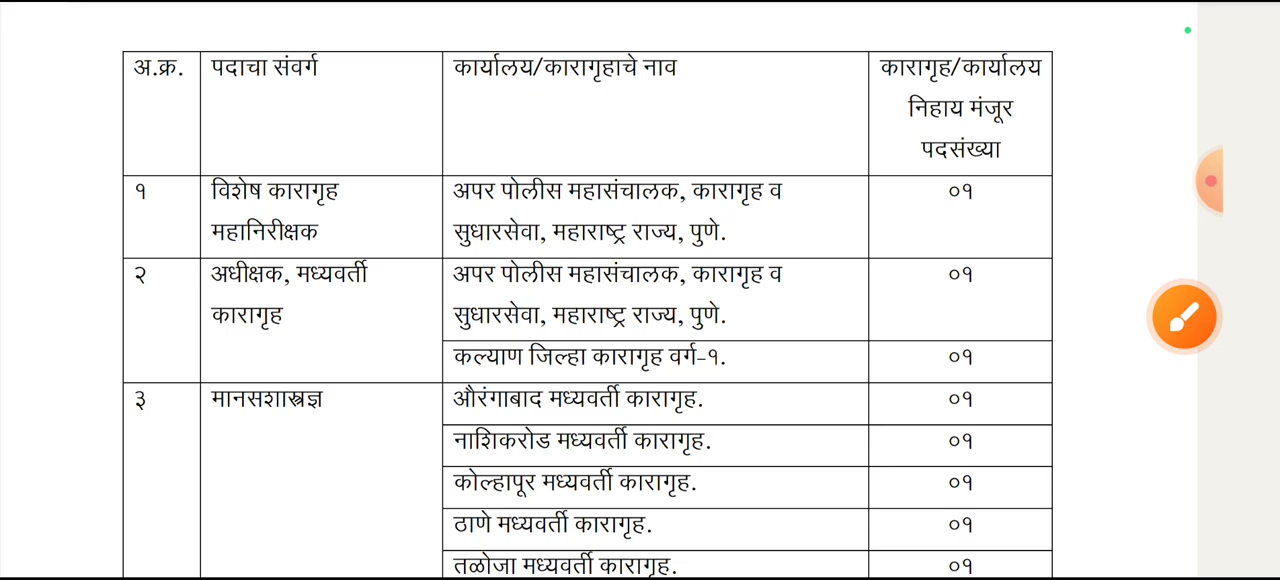 अ.क्र. पदाचा संवर्ग कार्यालय/कारागृहाचे नाव कारागृह/कार्यालय
निहाय मंजूर
पदसंख्या
१ विशेष कारागृह अपर पोलीस महासंचालक, कारागृह व ०१
महानिरीक्षक सुधारसेवा, महाराष्ट्र राज्य, पुणे.
२ अधीक्षक, मध्यवर्ती अपर पोलीस महासंचालक, कारागृह व ०१
कारागृह सुधारसेवा, महाराष्ट्र राज्य, पुणे.
कल्याण जिल्हा कारागृह वर्ग-१. ०१
३ मानसशास्त्रज्ञ औरंगाबाद मध्यवर्ती कारागृह. ०१
नाशिकरोड मध्यवर्ती कारागृह. ०१
कोल्हापूर मध्यवर्ती कारागृह. ०१
ठाणे मध्यवर्ती कारागृह. ०१
तळोजा मध्यवर्ती कारागृह. ०१